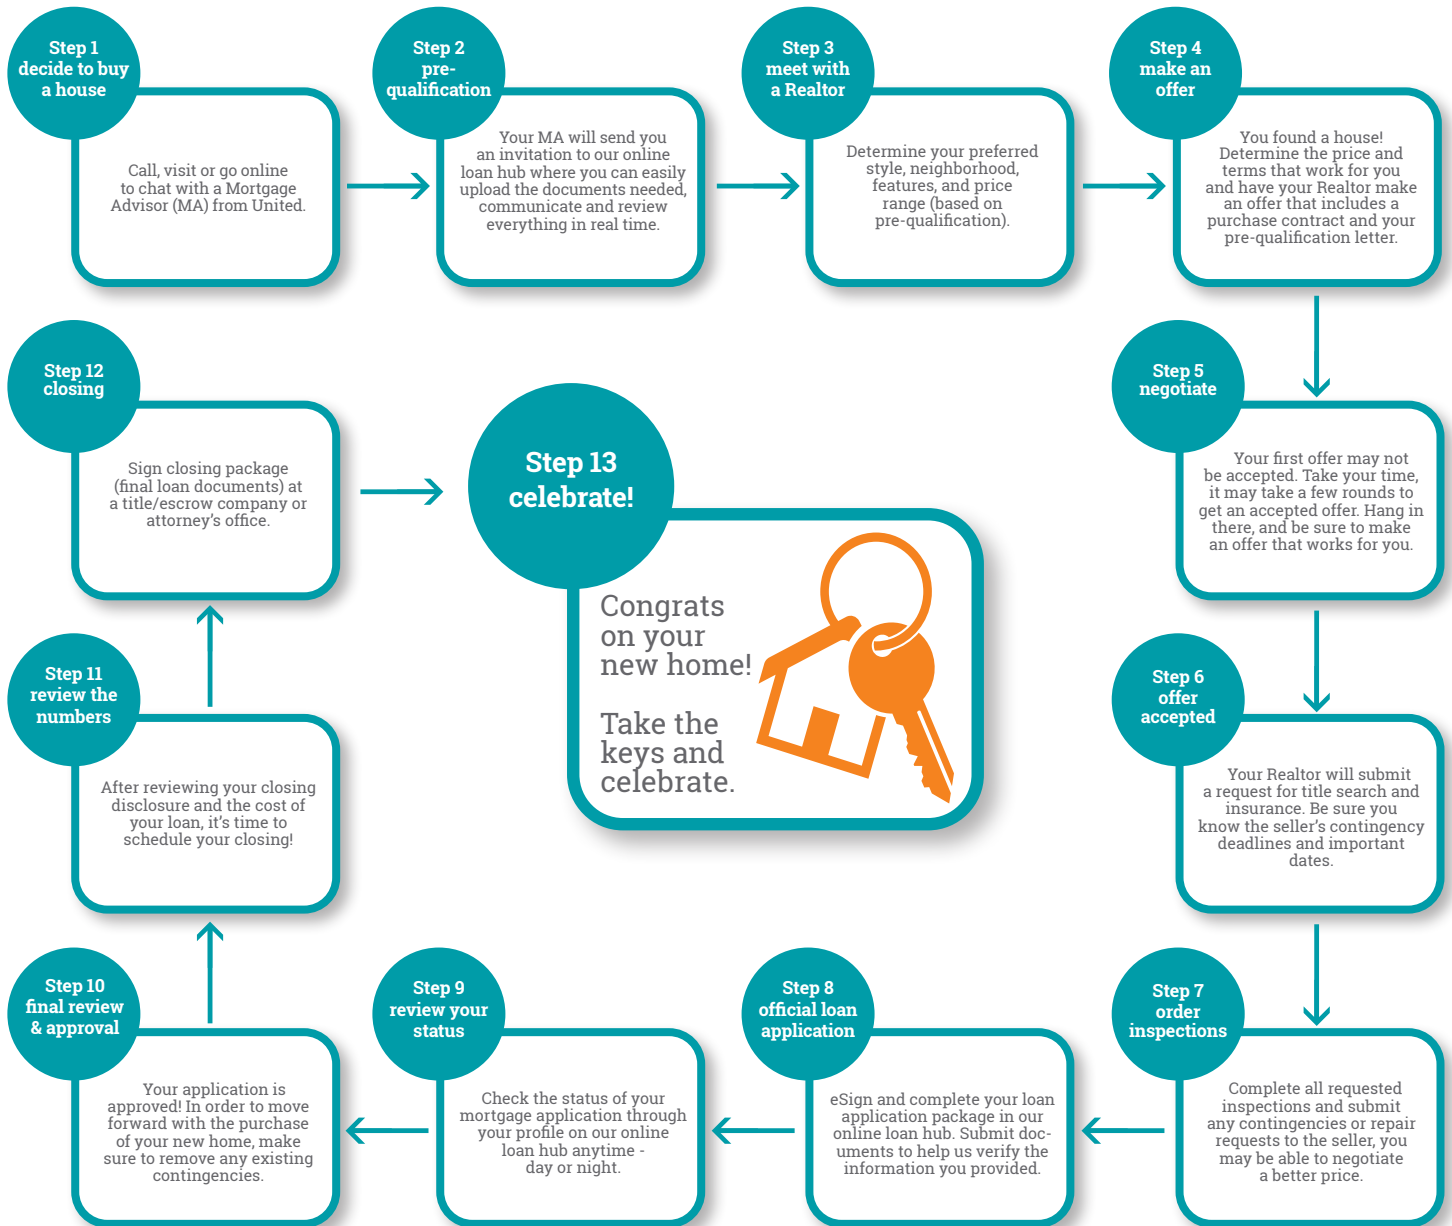 Step 1
decide to buy
a house
Call, visit or go online
to chat with a Mortgage
Advisor (MA) from United.
Step 2
pre-
qualification
Your MA will send you
an invitation to our online
loan hub where you can easily
upload the documents needed,
communicate and review
everything in real time.
Step 3
meet with
a Realtor
Determine your preferred
style, neighborhood,
features, and price
range (based on
pre-qualification).
Step 4
make an
offer
You found a house!
Determine the price and
terms that work for you
and have your Realtor make
an offer that includes a
purchase contract and your
pre-qualification letter.
Step 5
negotiate
Your first offer may not
be accepted. Take your time,
it may take a few rounds to
get an accepted offer. Hang in
there, and be sure to make
an offer that works for you.
Step 6
offer
accepted
Your Realtor will submit
a request for title search and
insurance. Be sure you
know the seller's contingency
deadlines and important
dates.
Step 7
order
inspections
Complete all requested
inspections and submit
any contingencies or repair
requests to the seller, you
may be able to negotiate
a better price.
Step 8
official loan
application
eSign and complete your loan
application package in our
online loan hub. Submit doc-
uments to help us verify the
information you provided.
Step 9
review your
status
Check the status of your
mortgage application through
your profile on our online
loan hub anytime -
day or night.
Step 10
final review
& approval
Your application is
approved! In order to move
forward with the purchase
of your new home, make
sure to remove any existing
contingencies.
Step 11
review the
numbers
After reviewing your closing
disclosure and the cost of
your loan, it's time to
schedule your closing!
Step 12
closing
Sign closing package
(final loan documents) at
a title/escrow company or
attorney's office.
Step 13
celebrate!
Congrats
on your
new home!
Take the
keys and
celebrate.